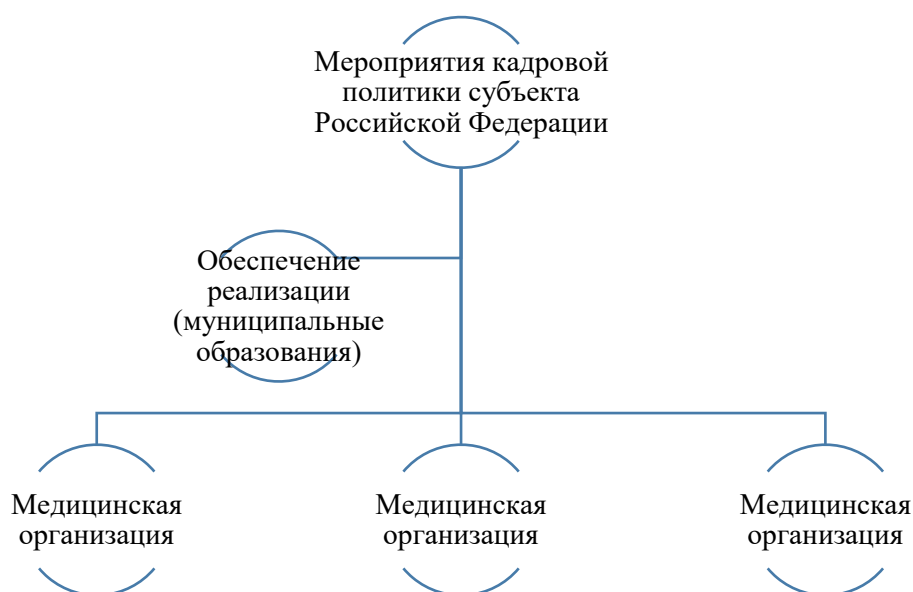 Мероприятия кадровой
политики субъекта
Российской Федерации
Обеспечение
реализации
(муниципальные
образования)
Медицинская
организация
Медицинская
организация
Медицинская
организация